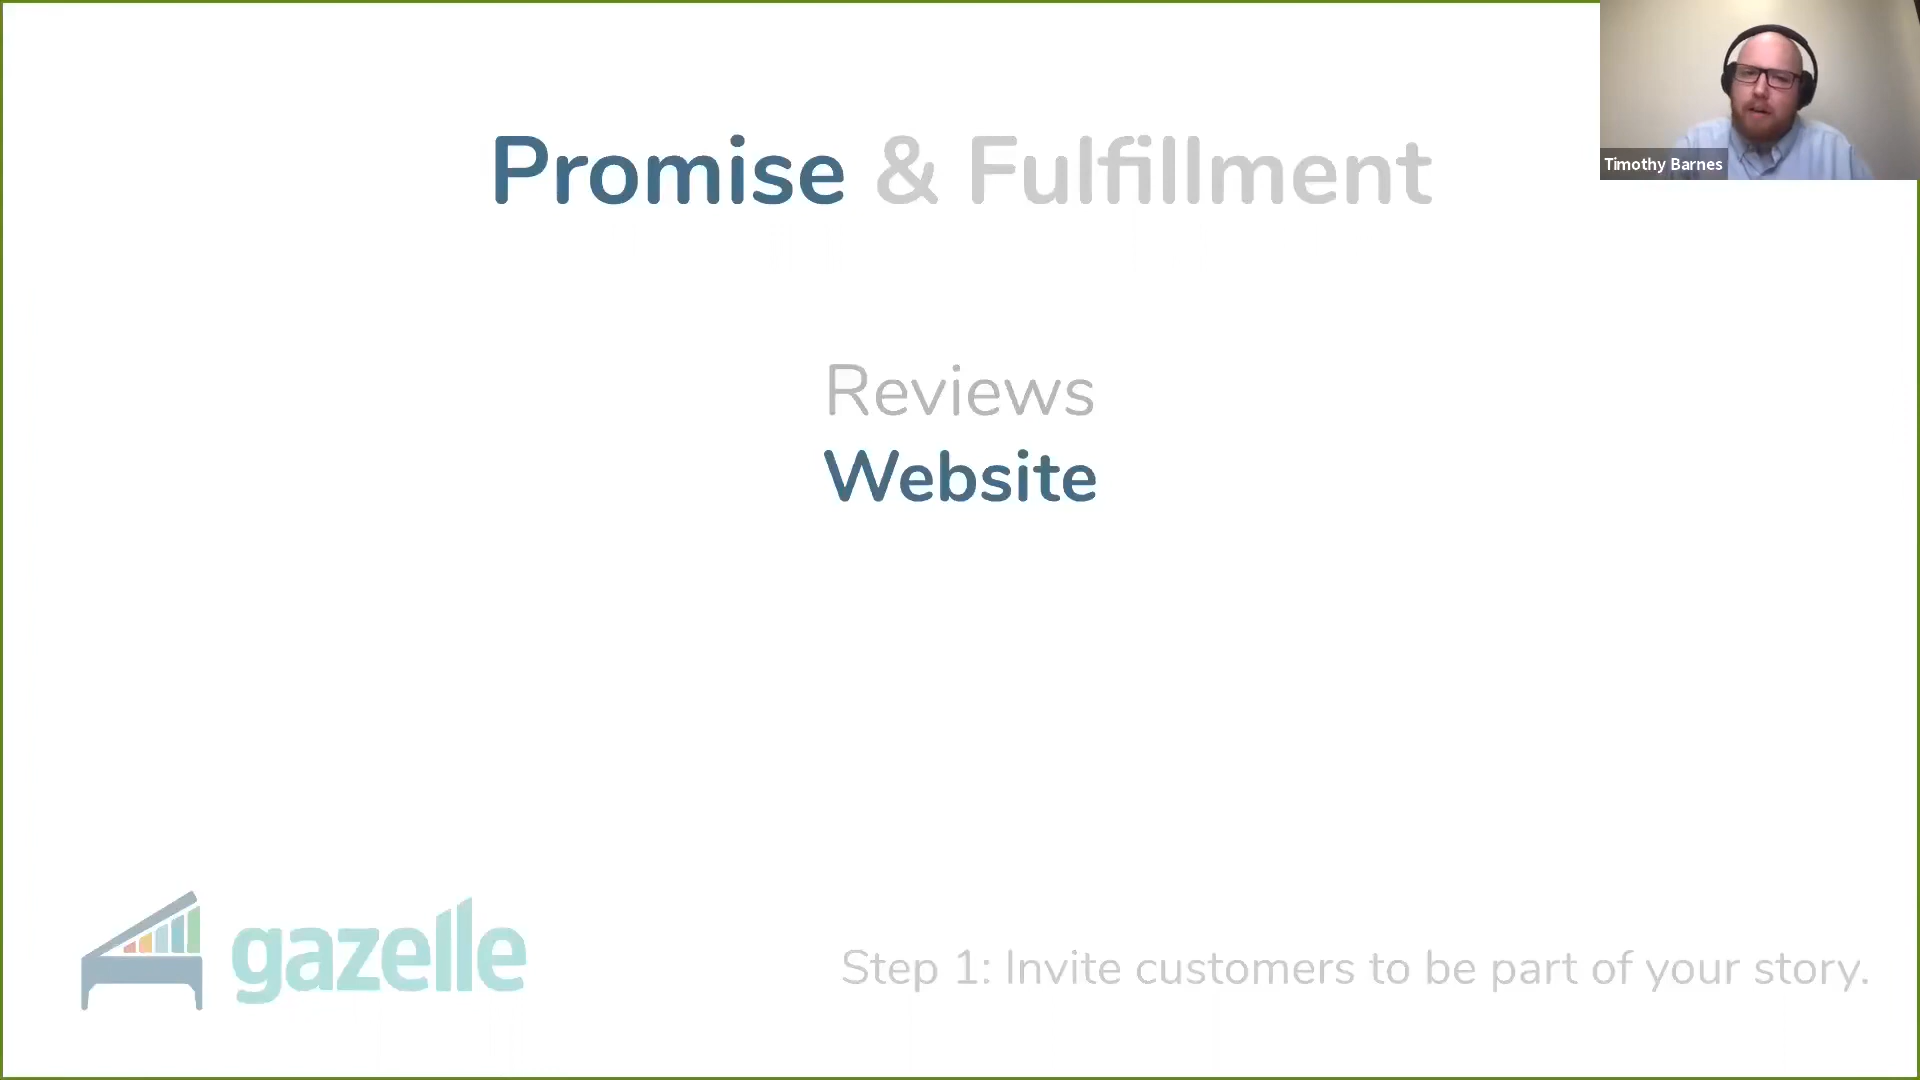 Promise & Fulfillment
Timothy Barnes
Reviews
Website
gazelle
Step 1: Invite customers to be part of your story.